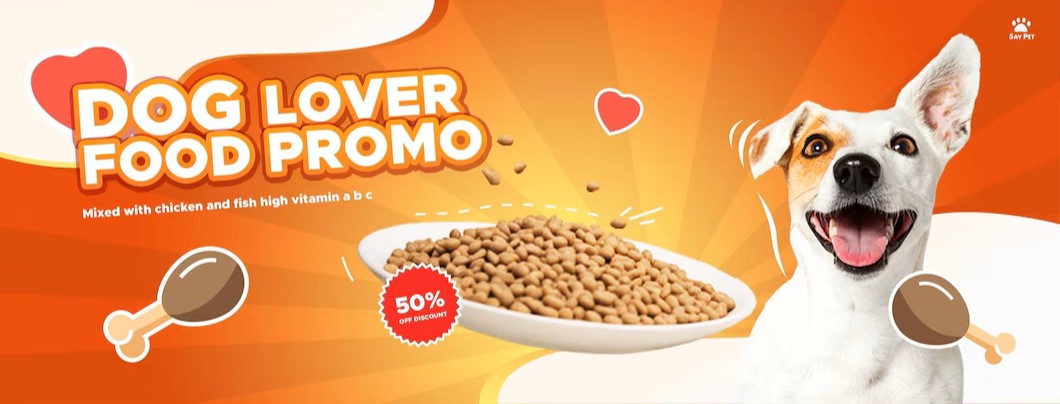 SAY PET
DOG LOVER
FOOD PROMO
Mixed with chicken and fish high vitamin a b c
50%
OFF DISCOUNT